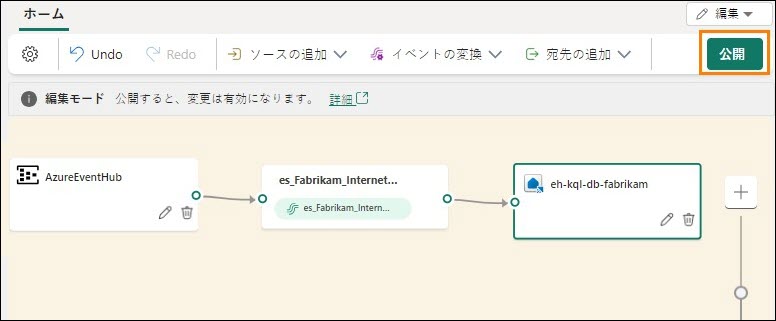 ホーム
編集
Undo
Redo
ソースの追加
イベントの変換
宛先の追加
公開
編集モード 公開すると、変更は有効になります。 詳細
AzureEventHub
es_Fabrikam_Internet...
es_Fabrikam_Intern...
eh-kql-db-fabrikam